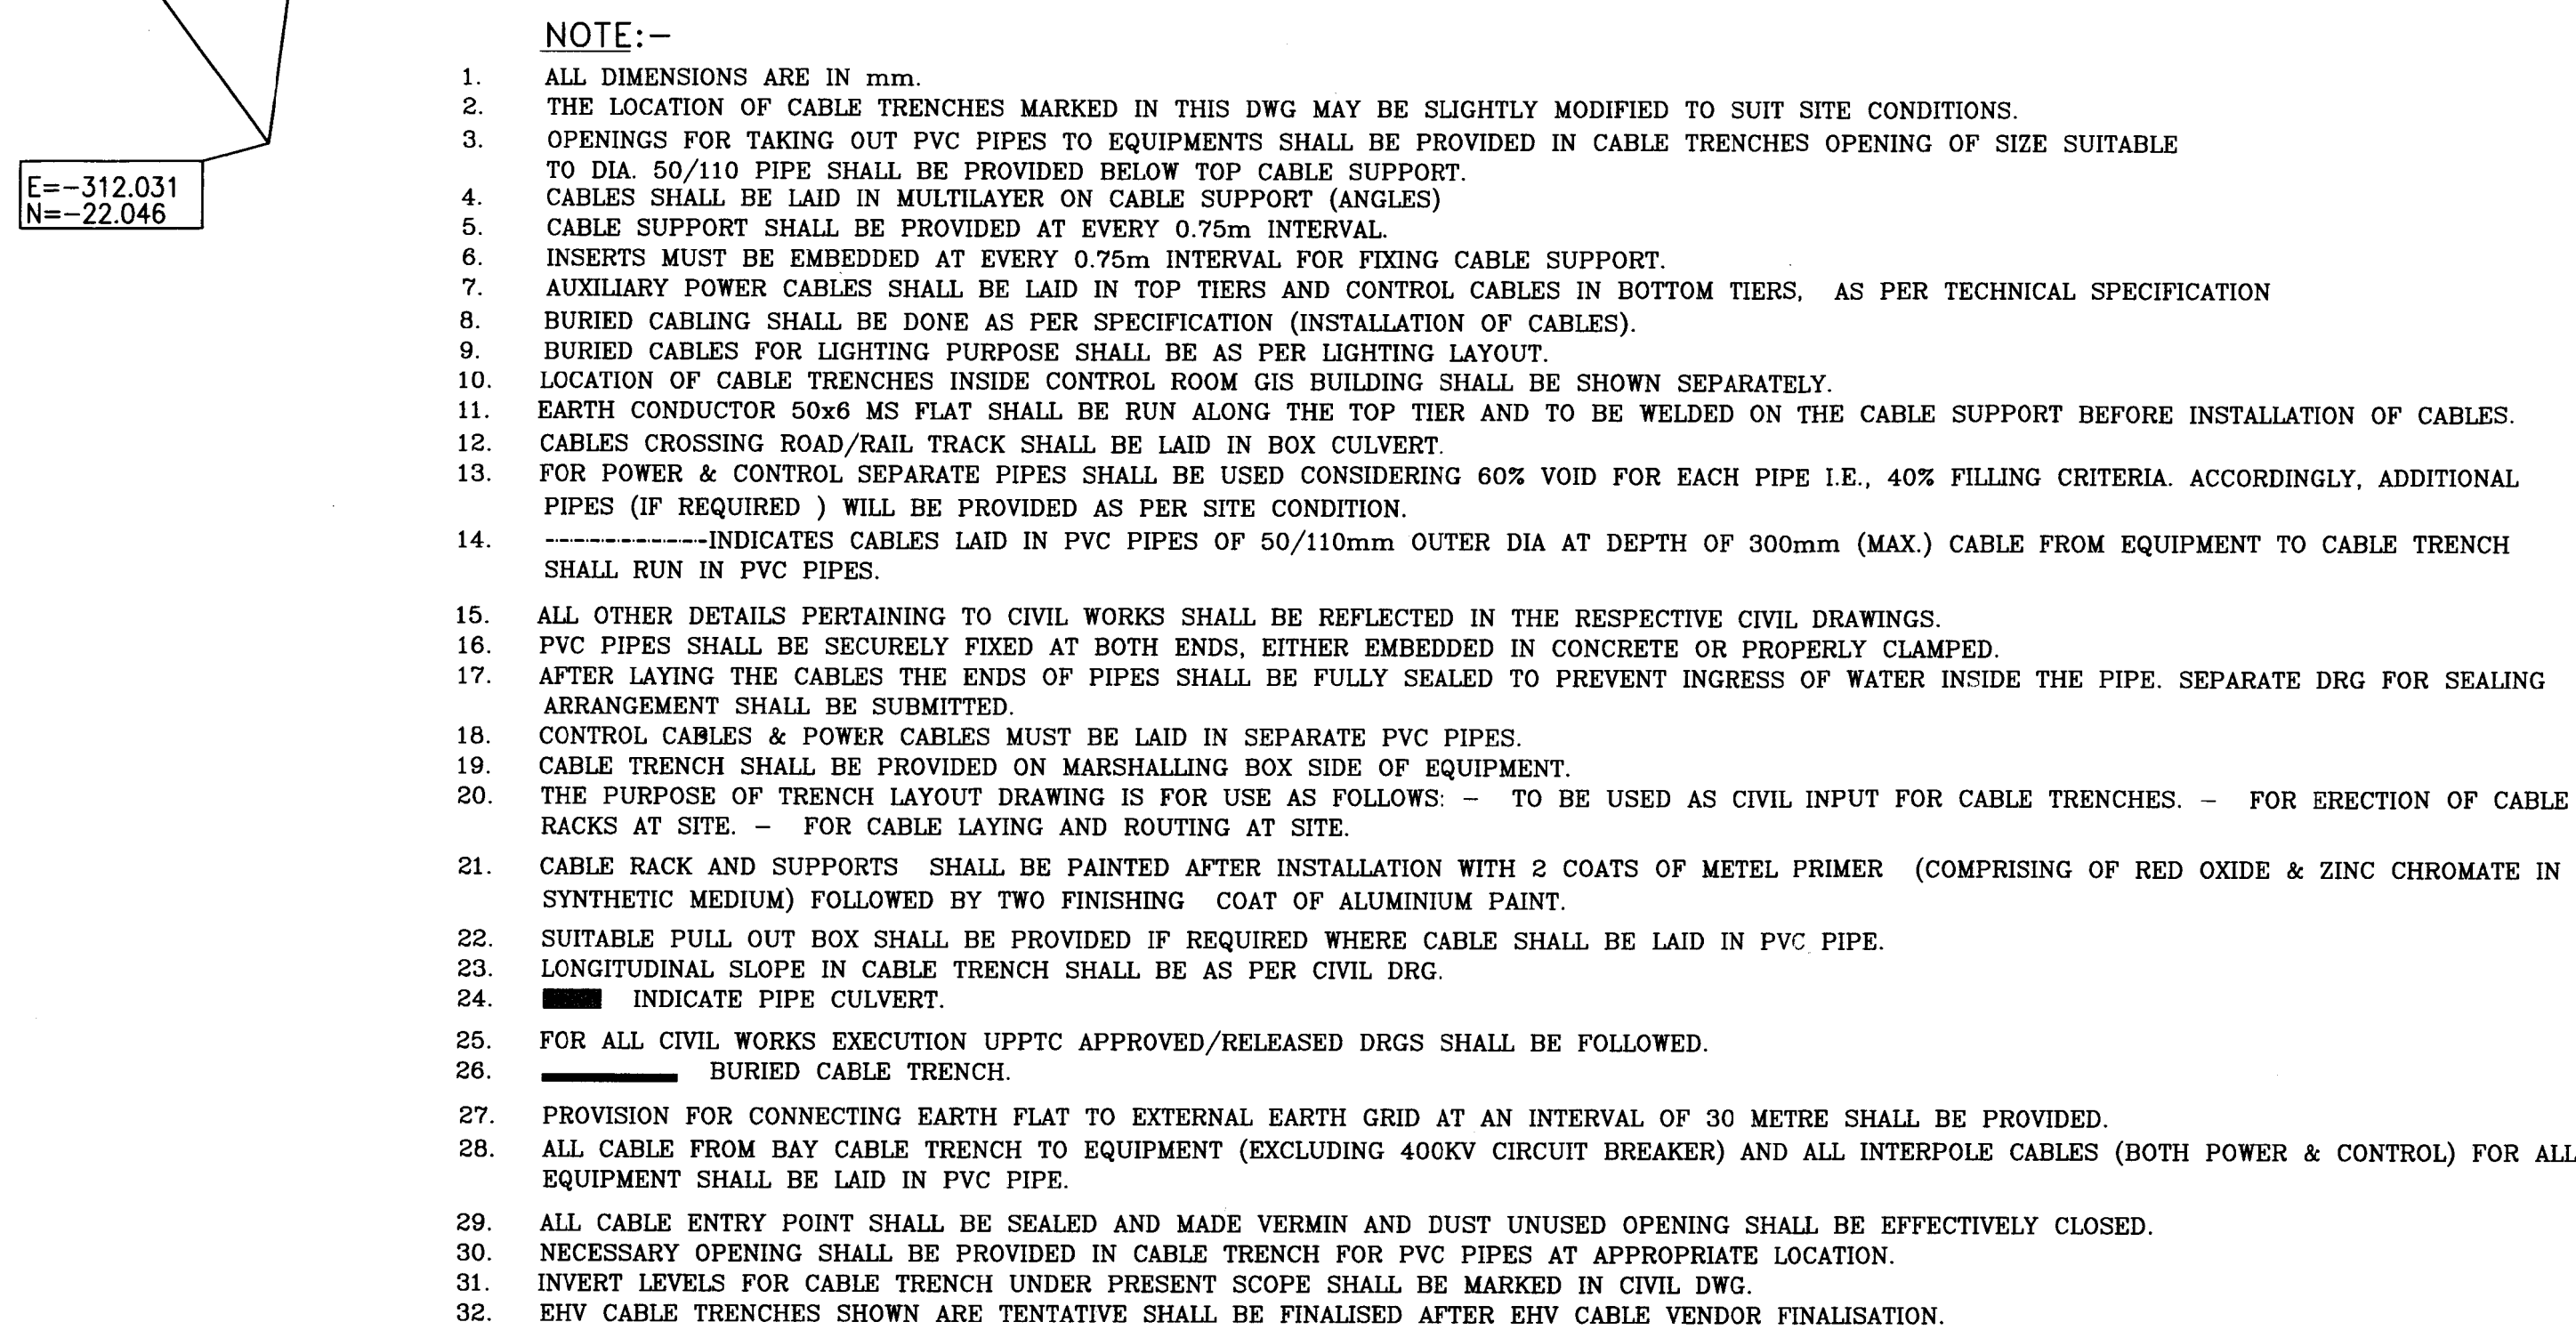 NOTE:-
1. ALL DIMENSIONS ARE IN mm.
2. THE LOCATION OF CABLE TRENCHES MARKED IN THIS DWG MAY BE SLIGHTLY MODIFIED TO SUIT SITE CONDITIONS.
3. OPENINGS FOR TAKING OUT PVC PIPES TO EQUIPMENTS SHALL BE PROVIDED IN CABLE TRENCHES OPENING OF SIZE SUITABLE
TO DIA. 50/110 PIPE SHALL BE PROVIDED BELOW TOP CABLE SUPPORT.
E=-312.031
N=-22.046
4. CABLES SHALL BE LAID IN MULTILAYER ON CABLE SUPPORT (ANGLES)
5. CABLE SUPPORT SHALL BE PROVIDED AT EVERY 0.75m INTERVAL.
6. INSERTS MUST BE EMBEDDED AT EVERY 0.75m INTERVAL FOR FIXING CABLE SUPPORT.
7. AUXILIARY POWER CABLES SHALL BE LAID IN TOP TIERS AND CONTROL CABLES IN BOTTOM TIERS, AS PER TECHNICAL SPECIFICATION
8. BURIED CABLING SHALL BE DONE AS PER SPECIFICATION (INSTALLATION OF CABLES).
9. BURIED CABLES FOR LIGHTING PURPOSE SHALL BE AS PER LIGHTING LAYOUT.
10. LOCATION OF CABLE TRENCHES INSIDE CONTROL ROOM GIS BUILDING SHALL BE SHOWN SEPARATELY.
11. EARTH CONDUCTOR 50x6 MS FLAT SHALL BE RUN ALONG THE TOP TIER AND TO BE WELDED ON THE CABLE SUPPORT BEFORE INSTALLATION OF CABLES.
12. CABLES CROSSING ROAD/RAIL TRACK SHALL BE LAID IN BOX CULVERT.
13. FOR POWER & CONTROL SEPARATE PIPES SHALL BE USED CONSIDERING 60% VOID FOR EACH PIPE I.E., 40% FILLING CRITERIA. ACCORDINGLY, ADDITIONAL
PIPES (IF REQUIRED ) WILL BE PROVIDED AS PER SITE CONDITION.
14. INDICATES CABLES LAID IN PVC PIPES OF 50/110mm OUTER DIA AT DEPTH OF 300mm (MAX.) CABLE FROM EQUIPMENT TO CABLE TRENCH
SHALL RUN IN PVC PIPES.
15. ALL OTHER DETAILS PERTAINING TO CIVIL WORKS SHALL BE REFLECTED IN THE RESPECTIVE CIVIL DRAWINGS.
16. PVC PIPES SHALL BE SECURELY FIXED AT BOTH ENDS, EITHER EMBEDDED IN CONCRETE OR PROPERLY CLAMPED.
17. AFTER LAYING THE CABLES THE ENDS OF PIPES SHALL BE FULLY SEALED TO PREVENT INGRESS OF WATER INSIDE THE PIPE. SEPARATE DRG FOR SEALING
ARRANGEMENT SHALL BE SUBMITTED.
18. CONTROL CABLES & POWER CABLES MUST BE LAID IN SEPARATE PVC PIPES.
19. CABLE TRENCH SHALL BE PROVIDED ON MARSHALLING BOX SIDE OF EQUIPMENT.
20. THE PURPOSE OF TRENCH LAYOUT DRAWING IS FOR USE AS FOLLOWS: - TO BE USED AS CIVIL INPUT FOR CABLE TRENCHES. - FOR ERECTION OF CABLE
RACKS AT SITE. - FOR CABLE LAYING AND ROUTING AT SITE.
21. CABLE RACK AND SUPPORTS SHALL BE PAINTED AFTER INSTALLATION WITH 2 COATS OF METEL PRIMER (COMPRISING OF RED OXIDE & ZINC CHROMATE IN
SYNTHETIC MEDIUM) FOLLOWED BY TWO FINISHING COAT OF ALUMINIUM PAINT.
22. SUITABLE PULL OUT BOX SHALL BE PROVIDED IF REQUIRED WHERE CABLE SHALL BE LAID IN PVC PIPE.
23. LONGITUDINAL SLOPE IN CABLE TRENCH SHALL BE AS PER CIVIL DRG.
24. INDICATE PIPE CULVERT.
25. FOR ALL CIVIL WORKS EXECUTION UPPTC APPROVED/RELEASED DRGS SHALL BE FOLLOWED.
26. BURIED CABLE TRENCH.
27. PROVISION FOR CONNECTING EARTH FLAT TO EXTERNAL EARTH GRID AT AN INTERVAL OF 30 METRE SHALL BE PROVIDED.
28. ALL CABLE FROM BAY CABLE TRENCH TO EQUIPMENT (EXCLUDING 400KV CIRCUIT BREAKER) AND ALL INTERPOLE CABLES (BOTH POWER & CONTROL) FOR ALL
EQUIPMENT SHALL BE LAID IN PVC PIPE.
29. ALL CABLE ENTRY POINT SHALL BE SEALED AND MADE VERMIN AND DUST UNUSED OPENING SHALL BE EFFECTIVELY CLOSED.
30. NECESSARY OPENING SHALL BE PROVIDED IN CABLE TRENCH FOR PVC PIPES AT APPROPRIATE LOCATION.
31. INVERT LEVELS FOR CABLE TRENCH UNDER PRESENT SCOPE SHALL BE MARKED IN CIVIL DWG.
32. EHV CABLE TRENCHES SHOWN ARE TENTATIVE SHALL BE FINALISED AFTER EHV CABLE VENDOR FINALISATION.